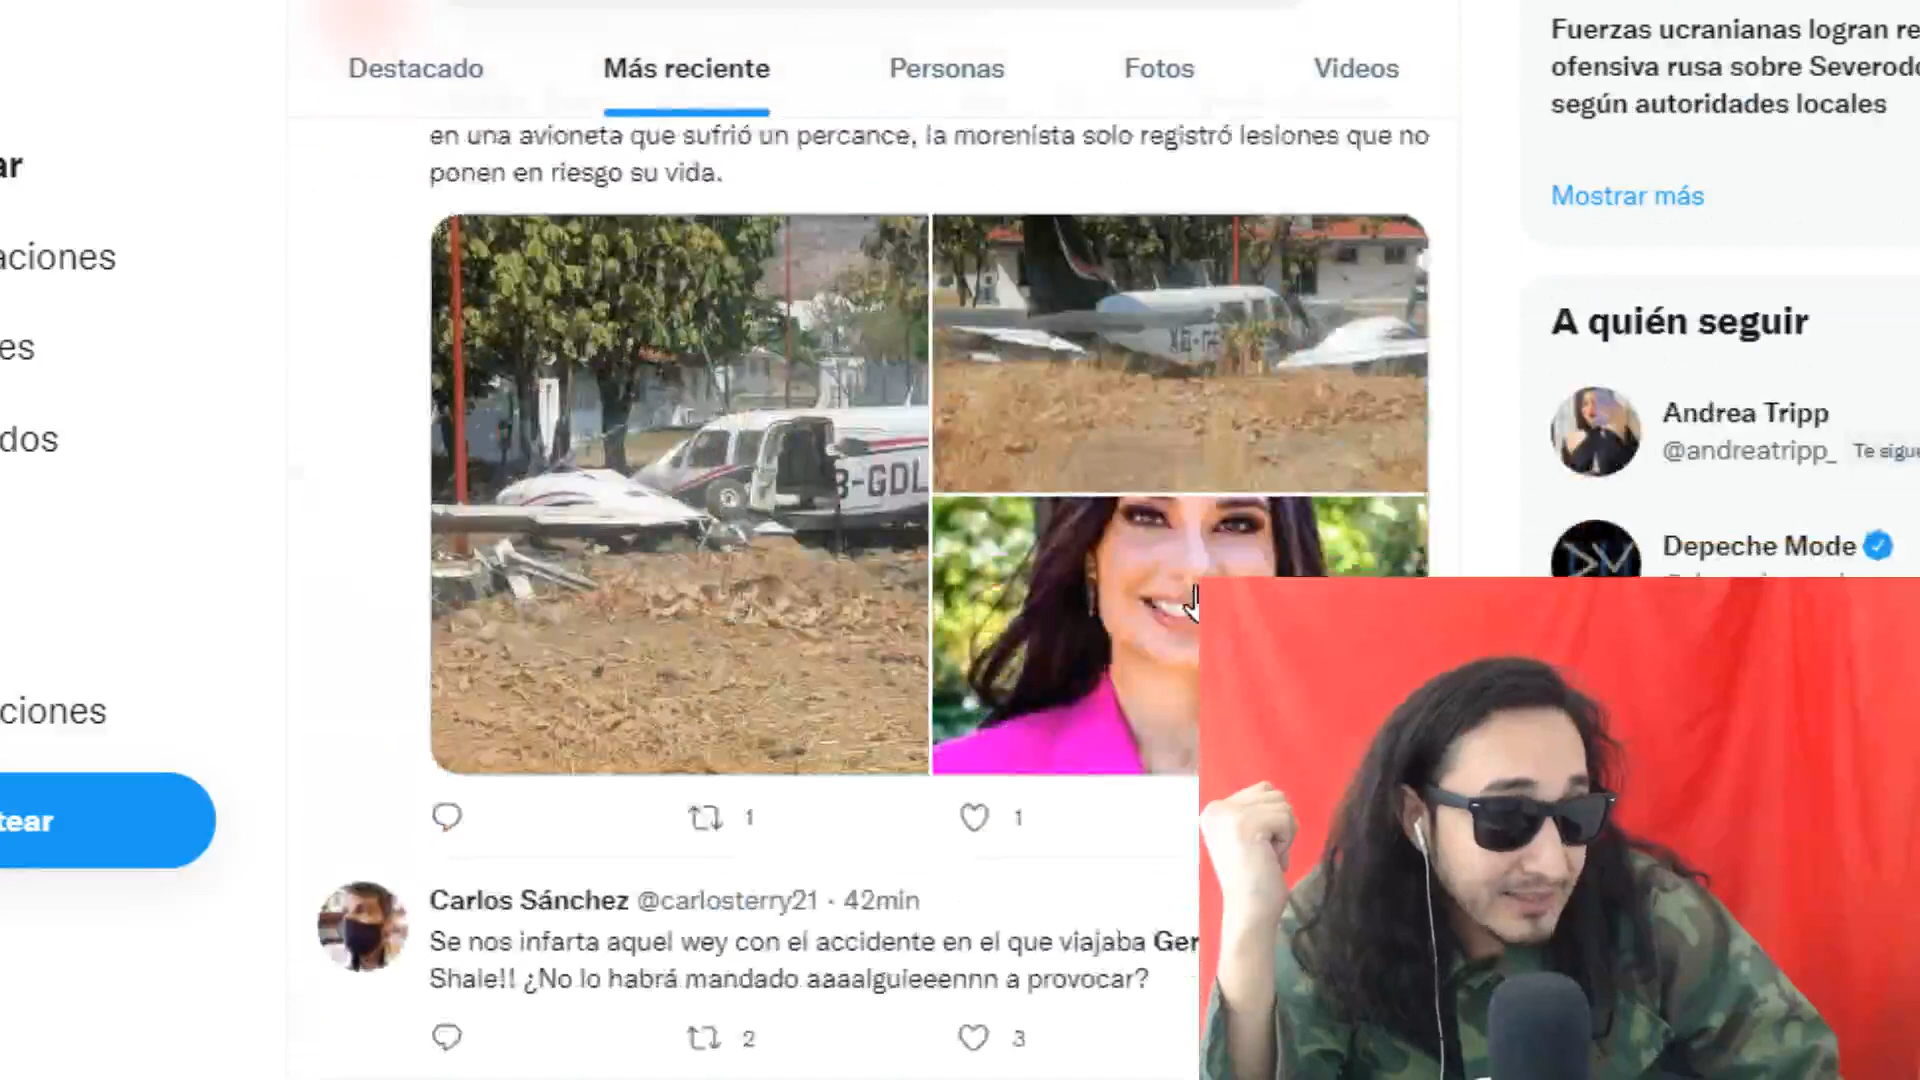 Destacado
Más reciente
Personas
Fotos
Videos
en una avioneta que sufrió un percance, la morenista solo registró lesiones que no
ponen en riesgo su vida.
B-GDL
1
1
Carlos Sánchez @carlosterry21 · 42min
Se nos infarta aquel wey con el accidente en el que viajaba Ger
Shale!! ¿No lo habrá mandado aaaalguieeennn a provocar?
2
3
ar
aciones
es
dos
ciones
tear
Fuerzas ucranianas logran re
ofensiva rusa sobre Severodo
según autoridades locales
Mostrar más
A quién seguir
Andrea Tripp
@andreatripp_ Te sigue
Depeche Mode